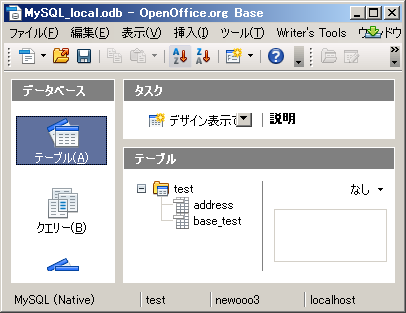 MySQL_local.odb - OpenOffice.org Base
ファイル(F) 編集(E) 表示(V) 挿入(I) ツール(T) Writer's Tools ウィンドウ
データベース
テーブル(A)
クエリー(B)
タスク
デザイン表示で
説明
テーブル
test
address
base_test
なし
MySQL (Native) test newooo3 localhost